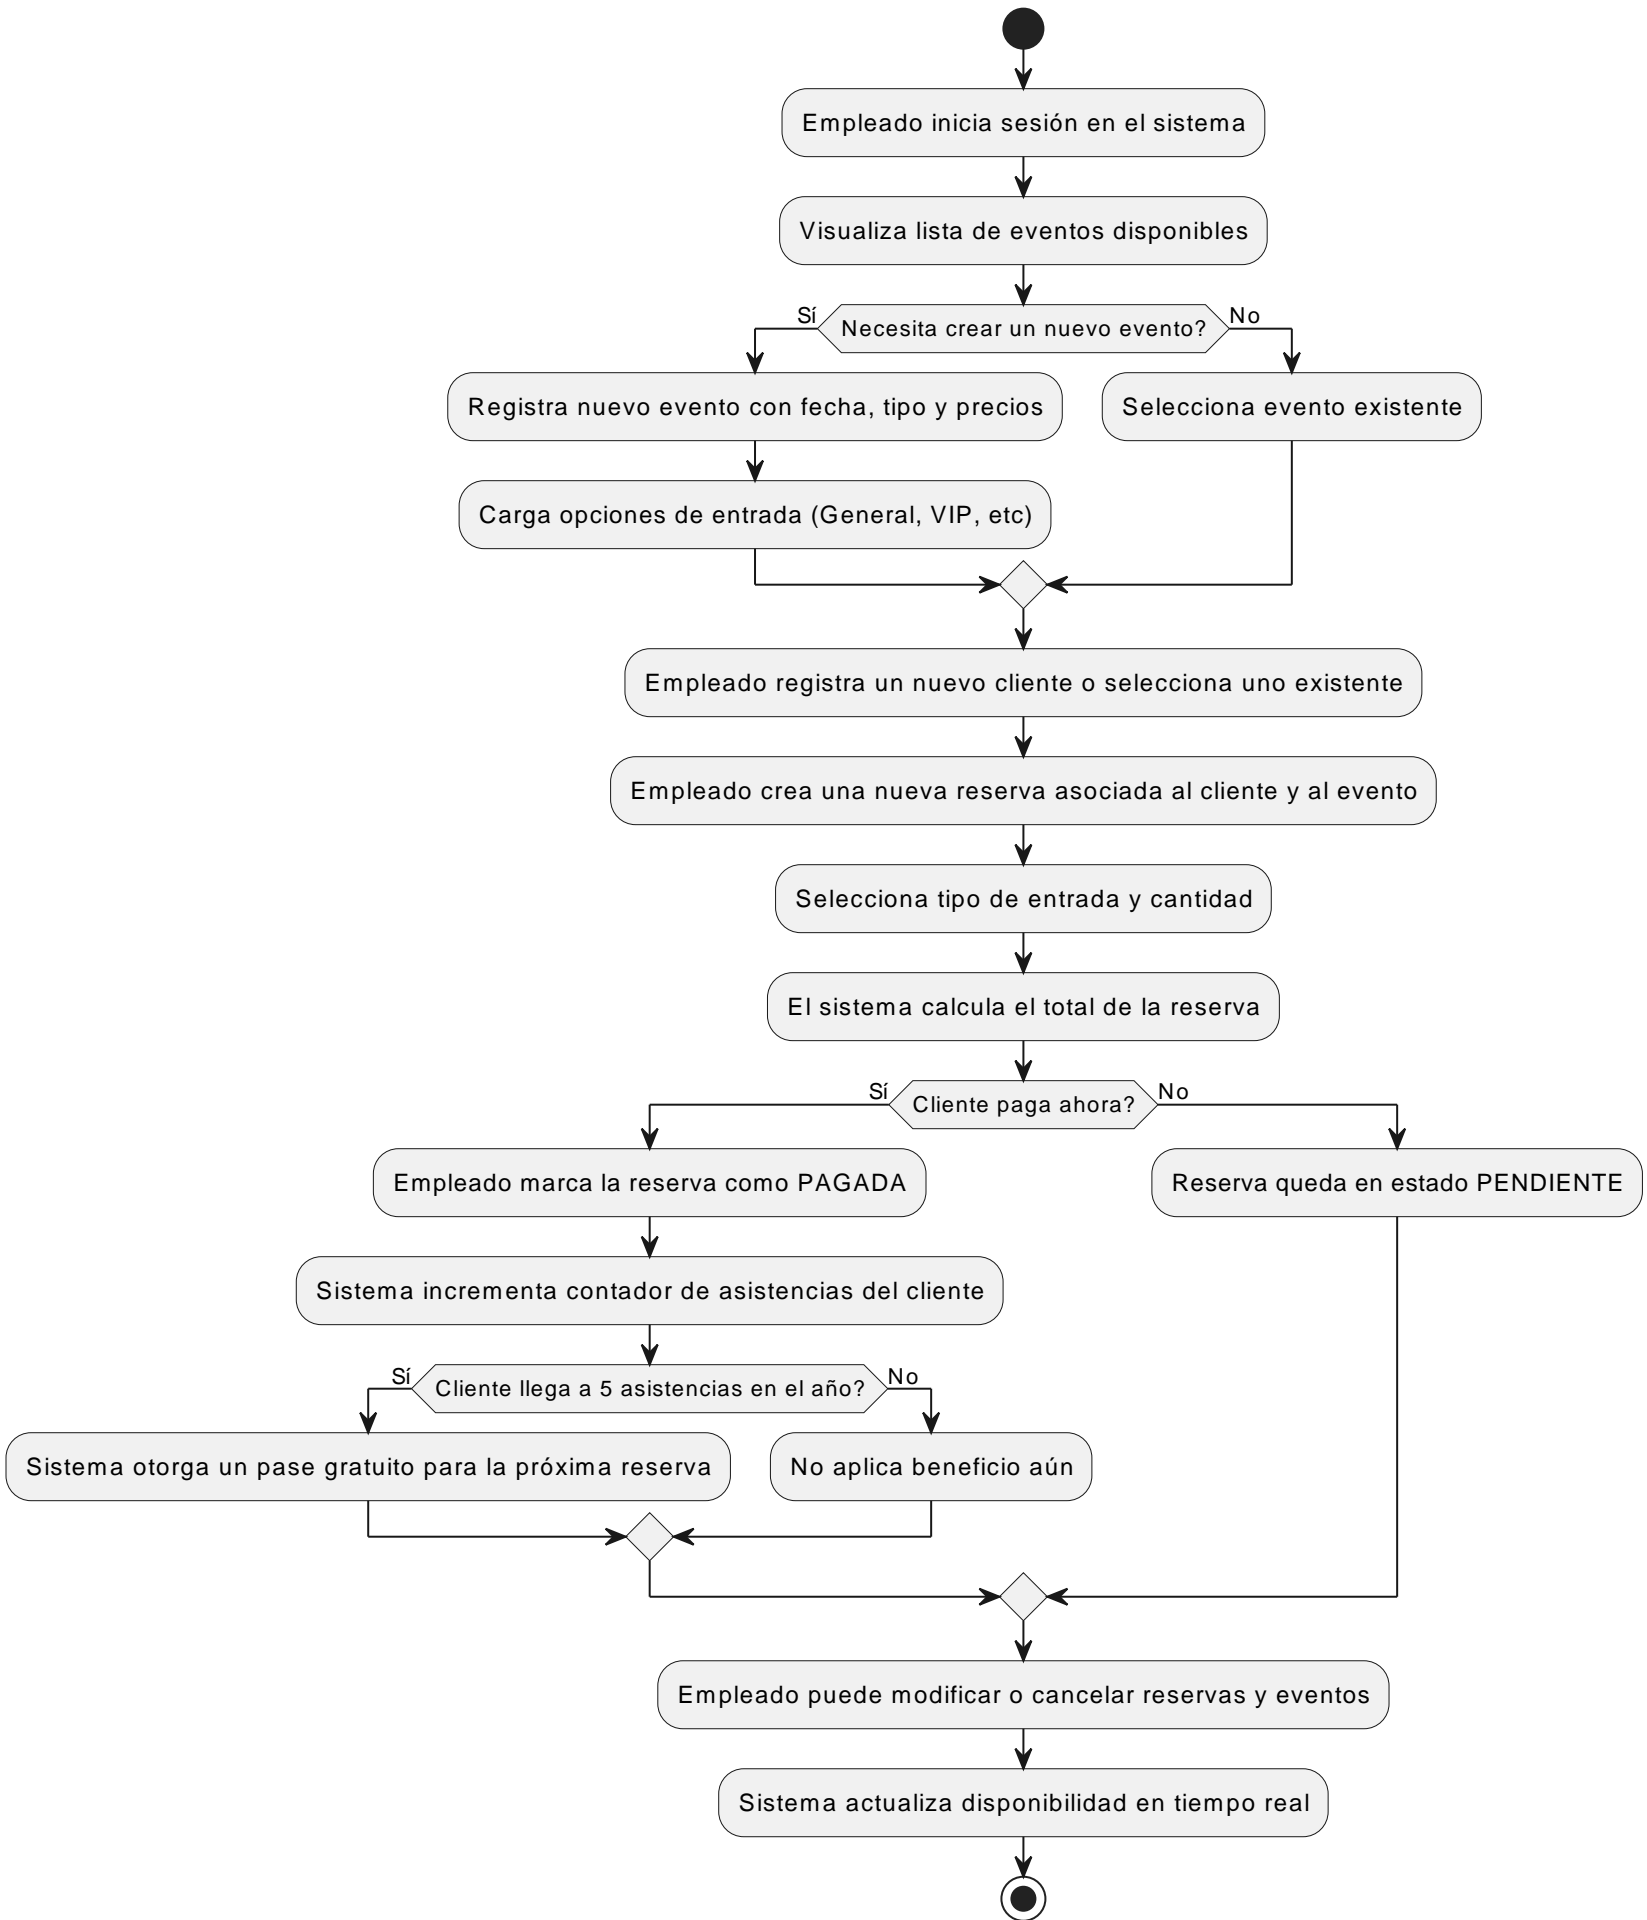 Empleado inicia sesión en el sistema
Visualiza lista de eventos disponibles
Sí
Necesita crear un nuevo evento?
No
Registra nuevo evento con fecha, tipo y precios
Selecciona evento existente
Carga opciones de entrada (General, VIP, etc)
Empleado registra un nuevo cliente o selecciona uno existente
Empleado crea una nueva reserva asociada al cliente y al evento
Selecciona tipo de entrada y cantidad
El sistema calcula el total de la reserva
Sí
Cliente paga ahora?
No
Empleado marca la reserva como PAGADA
Reserva queda en estado PENDIENTE
Sistema incrementa contador de asistencias del cliente
Sí
Cliente llega a 5 asistencias en el año?
No
Sistema otorga un pase gratuito para la próxima reserva
No aplica beneficio aún
Empleado puede modificar o cancelar reservas y eventos
Sistema actualiza disponibilidad en tiempo real